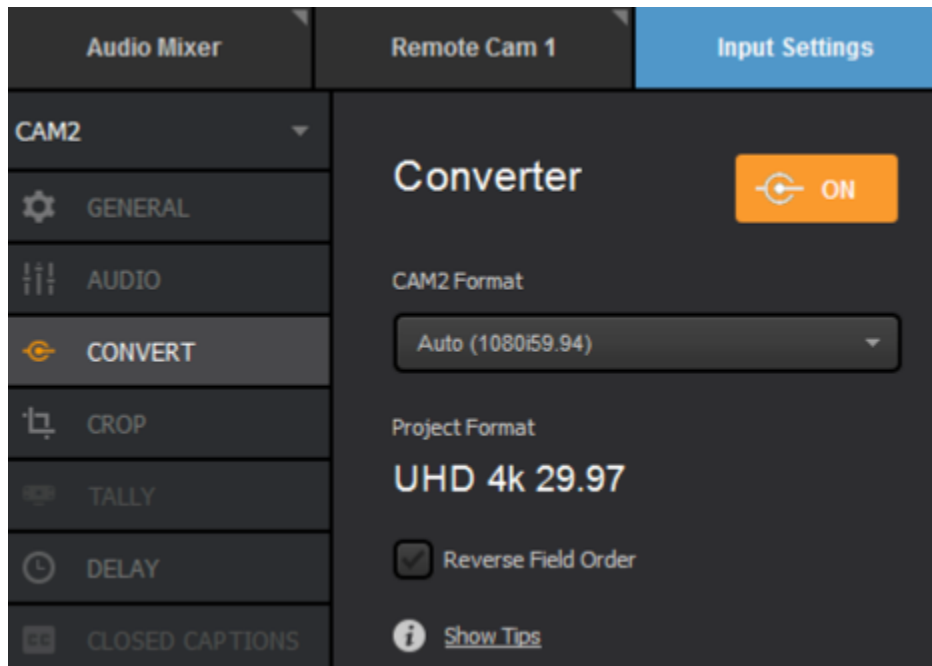 Audio Mixer
Remote Cam 1
Input Settings
CAM2
GENERAL
AUDIO
CONVERT
CROP
TALLY
DELAY
CC CLOSED CAPTIONS
Converter
ON
CAM2 Format
Auto (1080i59.94)
Project Format
UHD 4k 29.97
Reverse Field Order
i Show Tips